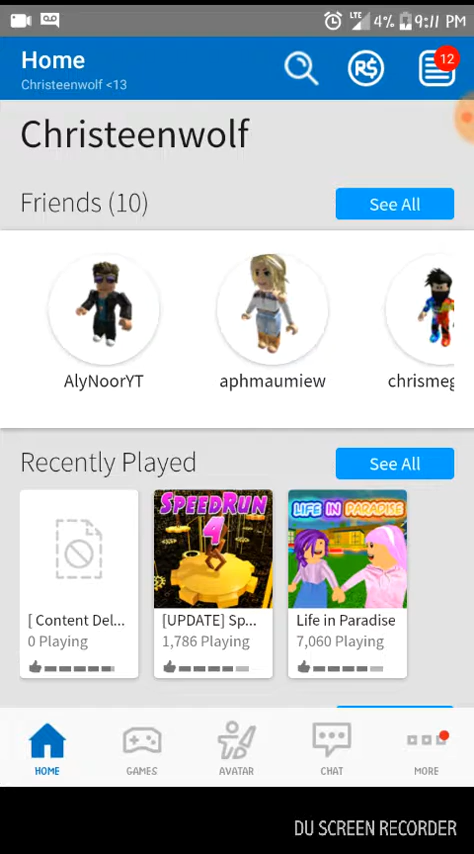 LTE 4% 9:11 PM
Home
Christeenwolf <13
R$
12
Christeenwolf
Friends (10)
See All
AlyNoorYT
aphmaumiew
chrismeg
Recently Played
See All
SPEEDRUN
4
LIFE IN PARADISE
[ Content Del...
[UPDATE] Sp...
Life in Paradise
0 Playing
1,786 Playing
7,060 Playing
HOME
GAMES
AVATAR
CHAT
MORE
DU SCREEN RECORDER